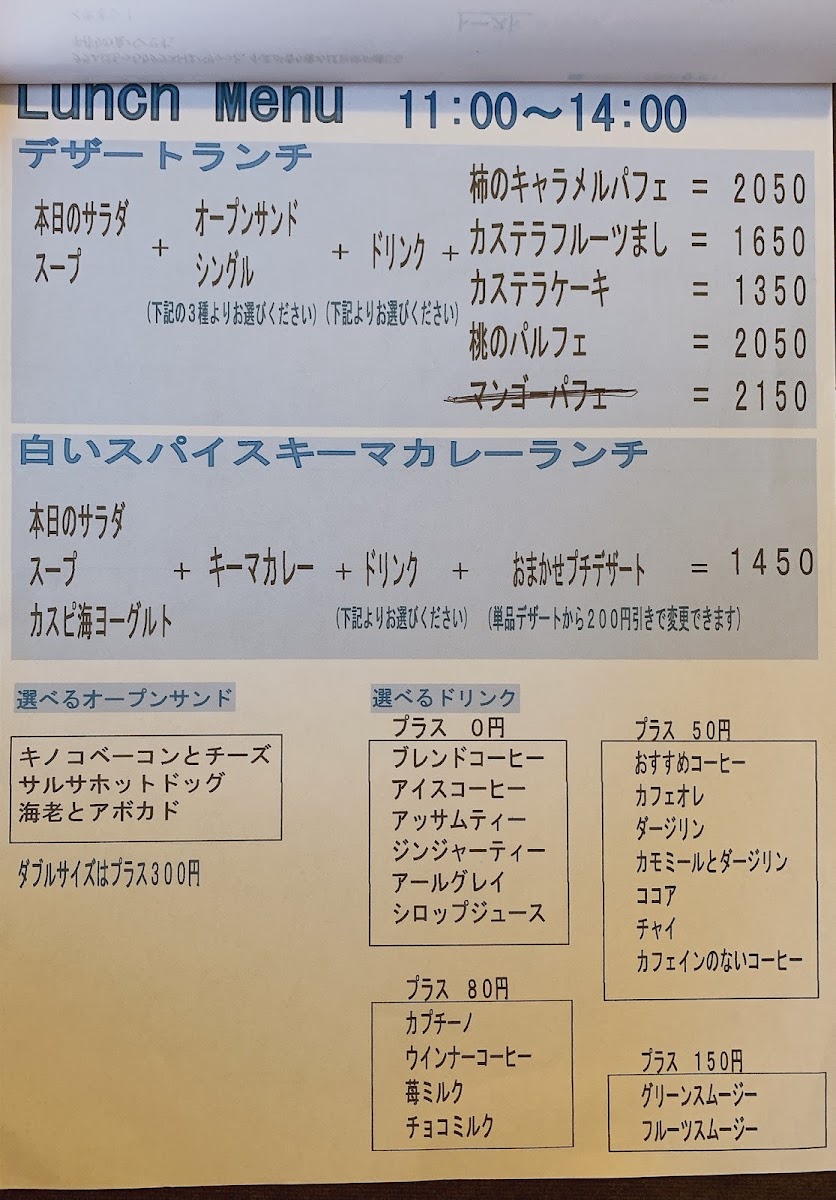 Lunch Menu 11:00～14:00
デザートランチ
本日のサラダ
スープ
+
オープンサンド
シングル
(下記の3種よりお選びください)
+
ドリンク
(下記よりお選びください)
+
柿のキャラメルパフェ = 2050
カステラフルーツまし = 1650
カステラケーキ = 1350
桃のパルフェ = 2050
マンゴーパフェ = 2150
白いスパイスキーマカレーランチ
本日のサラダ
スープ
カスピ海ヨーグルト
+ キーマカレー + ドリンク + おまかせプチデザート = 1450
(下記よりお選びください) (単品デザートから200円引きで変更できます)
選べるオープンサンド
キノコベーコンとチーズ
サルサホットドッグ
海老とアボカド
ダブルサイズはプラス300円
選べるドリンク
プラス 0円
ブレンドコーヒー
アイスコーヒー
アッサムティー
ジンジャーティー
アールグレイ
シロップジュース
プラス 50円
おすすめコーヒー
カフェオレ
ダージリン
カモミールとダージリン
ココア
チャイ
カフェインのないコーヒー
プラス 80円
カプチーノ
ウインナーコーヒー
苺ミルク
チョコミルク
プラス 150円
グリーンスムージー
フルーツスムージー